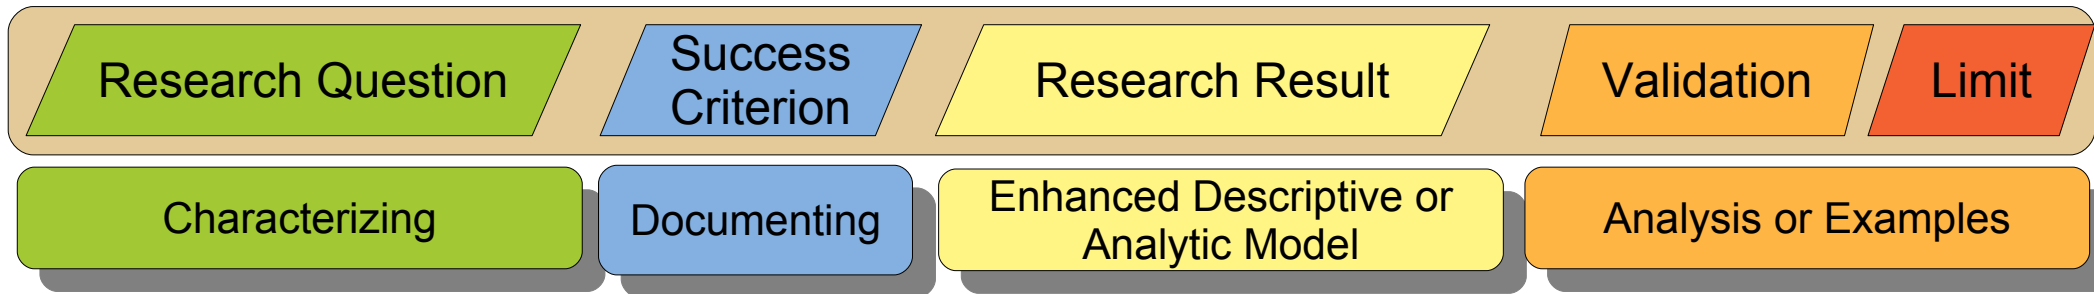 Research Question
Success
Criterion
Research Result
Validation
Limit
Characterizing
Documenting
Enhanced Descriptive or
Analytic Model
Analysis or Examples